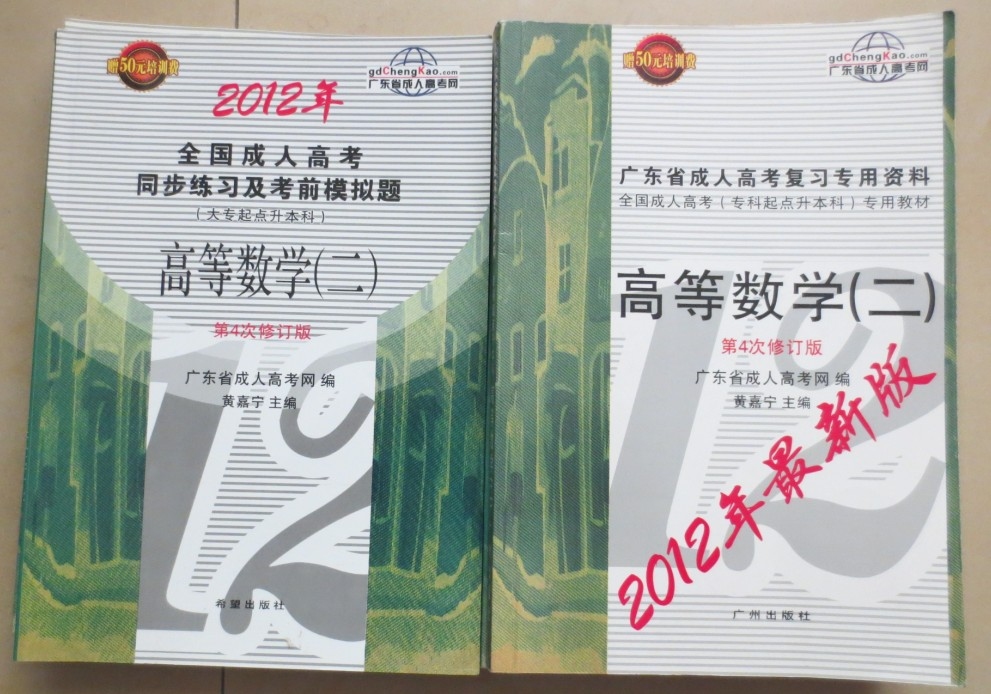 赠50元培训费
gdChengKao.com
广东省成人高考网
2012年
全国成人高考
同步练习及考前模拟题
(大专起点升本科)
高等数学(二)
第4次修订版
广东省成人高考网 编
黄嘉宁 主编
12
希望出版社
赠50元培训费
gdChengKao.com
广东省成人高考网
广东省成人高考复习专用资料
全国成人高考(专科起点升本科)专用教材
高等数学(二)
第4次修订版
广东省成人高考网 编
黄嘉宁 主编
2012年最新版
12
广州出版社